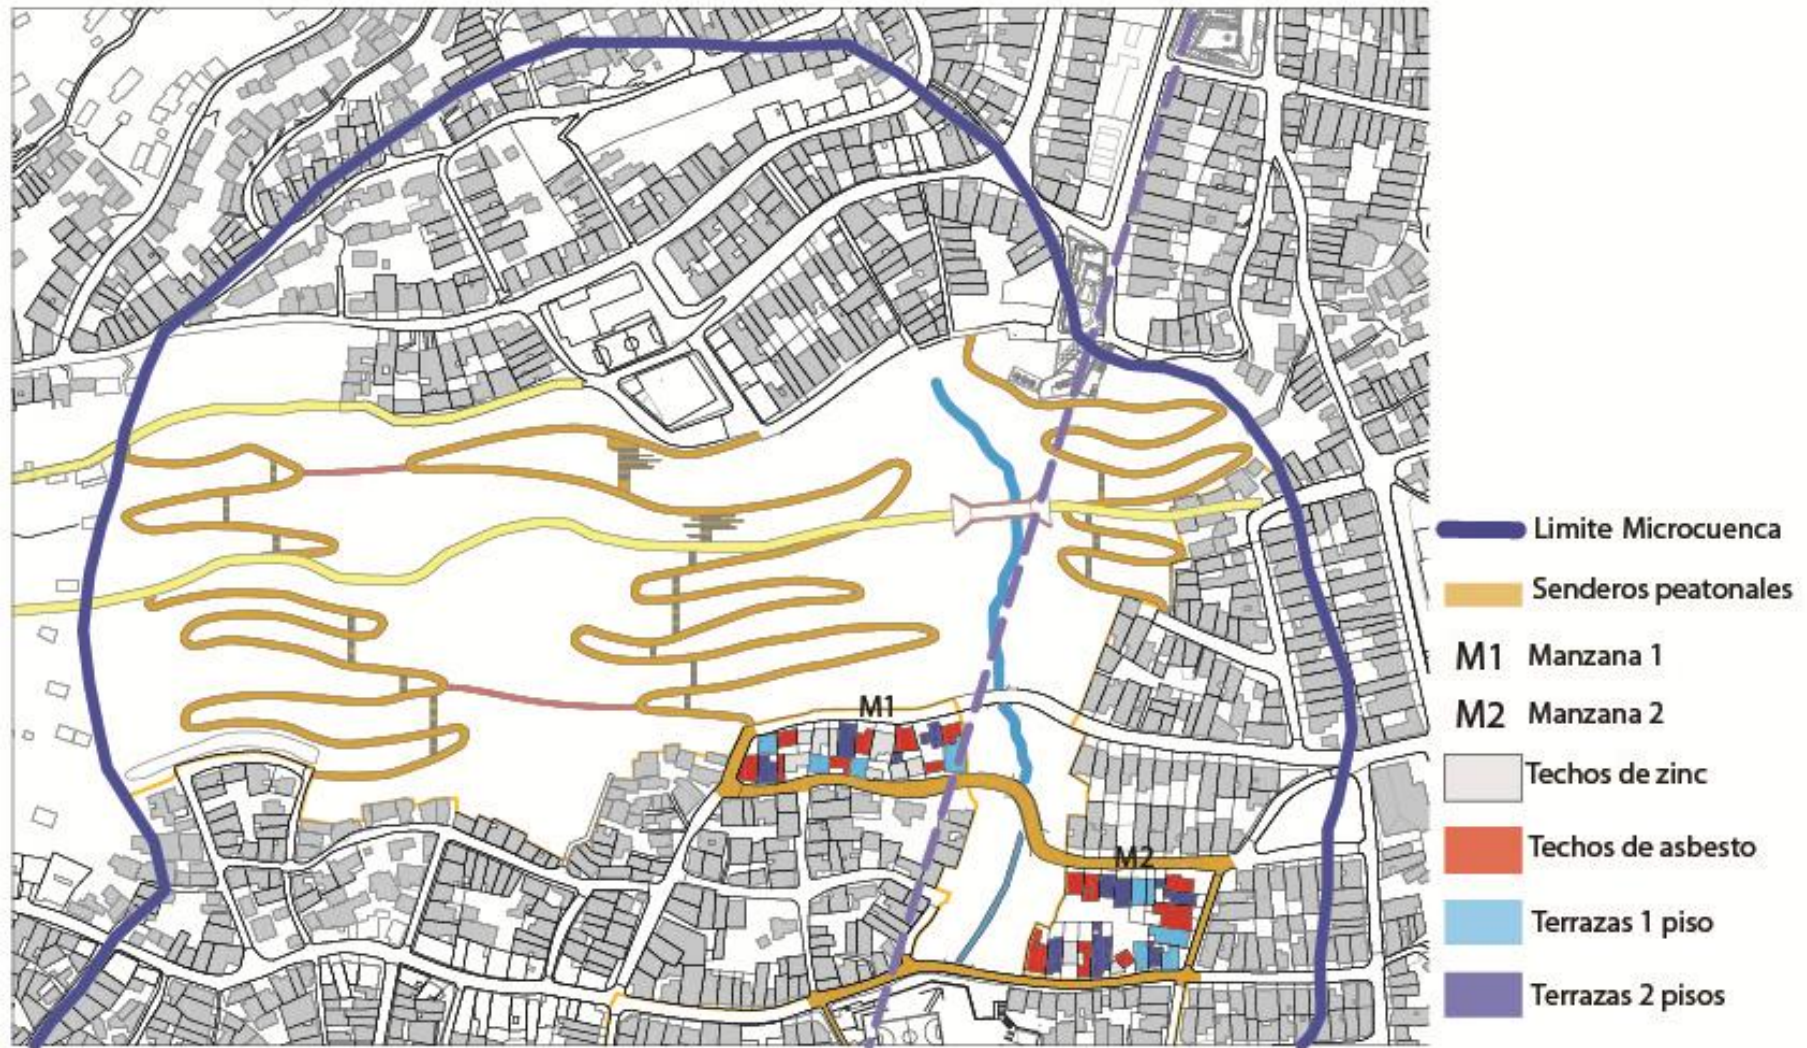 M1
M2
Limite Microcuenca
Senderos peatonales
M1 Manzana 1
M2 Manzana 2
Techos de zinc
Techos de asbesto
Terrazas 1 piso
Terrazas 2 pisos